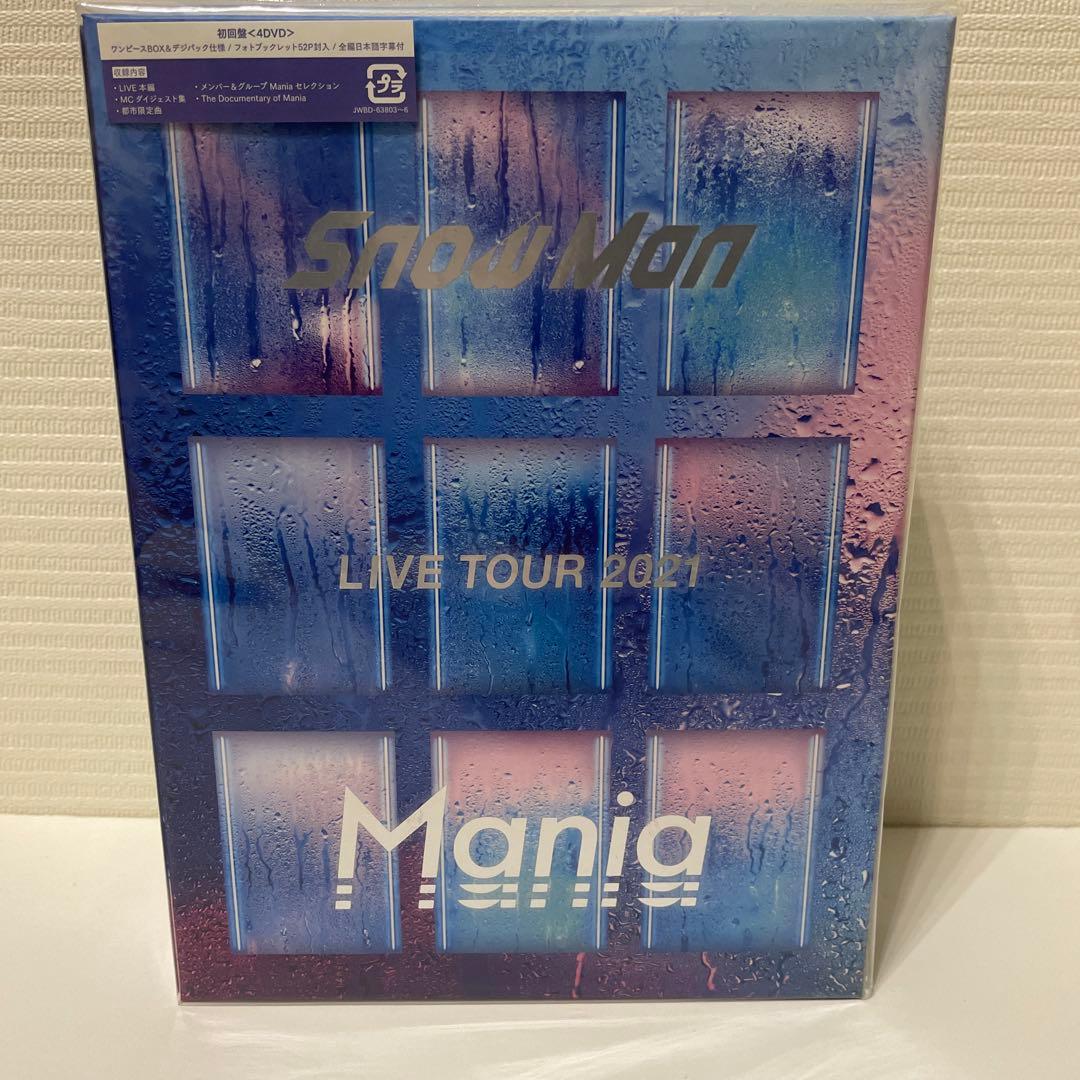 初回盤<4DVD>
ワンピースBOX&デジパック仕様 / フォトブックレット52P封入 / 全編日本語字幕付
収録内容
・LIVE 本編
・MC ダイジェスト集
・都市限定曲
・メンバー&グループ Mania セレクション
・The Documentary of Mania
プラ
JWBD-63803~6
Snow Man
LIVE TOUR 2021
Mania